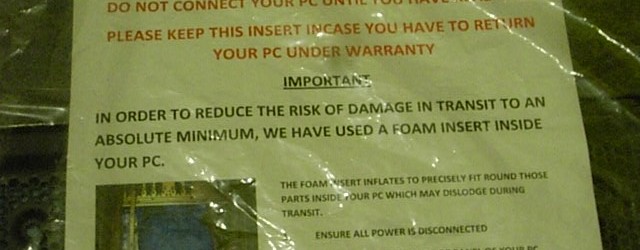 DO NOT CONNECT YOUR PC UNTIL YOU HAVE
PLEASE KEEP THIS INSERT INCASE YOU HAVE TO RETURN
YOUR PC UNDER WARRANTY
IMPORTANT
IN ORDER TO REDUCE THE RISK OF DAMAGE IN TRANSIT TO AN
ABSOLUTE MINIMUM, WE HAVE USED A FOAM INSERT INSIDE
YOUR PC.
THE FOAM INSERT INFLATES TO PRECISELY FIT ROUND THOSE
PARTS INSIDE YOUR PC WHICH MAY DISLODGE DURING
TRANSIT.
ENSURE ALL POWER IS DISCONNECTED